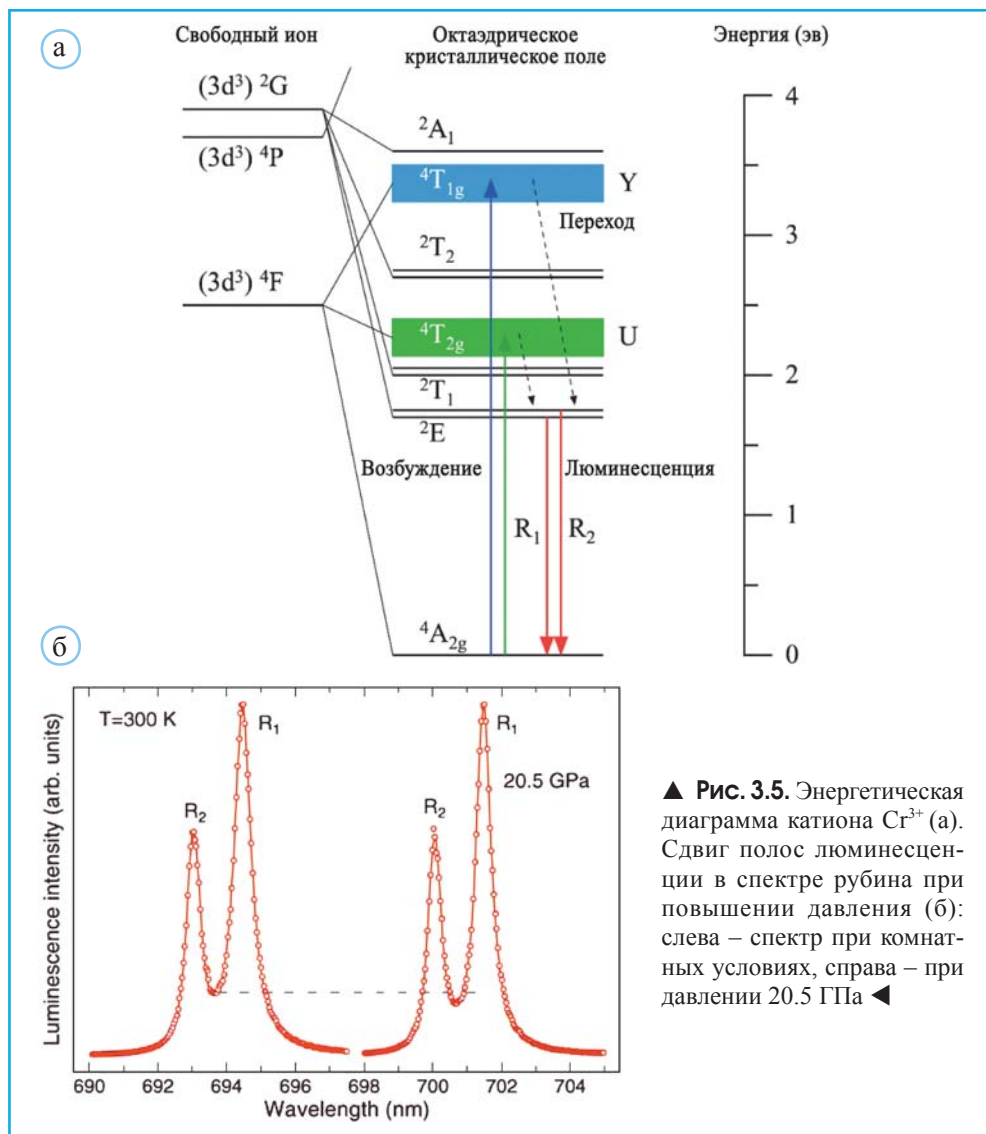 а
Свободный ион
Октаэдрическое
кристаллическое поле
Энергия (эв)
(3d³) ²G
(3d³) ⁴P
(3d³) ⁴F
²A₁
⁴T₁g
Y
Переход
²T₂
⁴T₂g
U
²T₁
²E
Возбуждение
Люминесценция
R₁
R₂
⁴A₂g
4
3
2
1
0
б
T=300 K
R₂
R₁
R₂
R₁
20.5 GPa
Luminescence intensity (arb. units)
690 692 694 696 698 700 702 704
Wavelength (nm)
▲ Рис. 3.5. Энергетическая
диаграмма катиона Cr³⁺ (а).
Сдвиг полос люминесцен-
ции в спектре рубина при
повышении давления (б):
слева – спектр при комнат-
ных условиях, справа – при
давлении 20.5 ГПа ◄